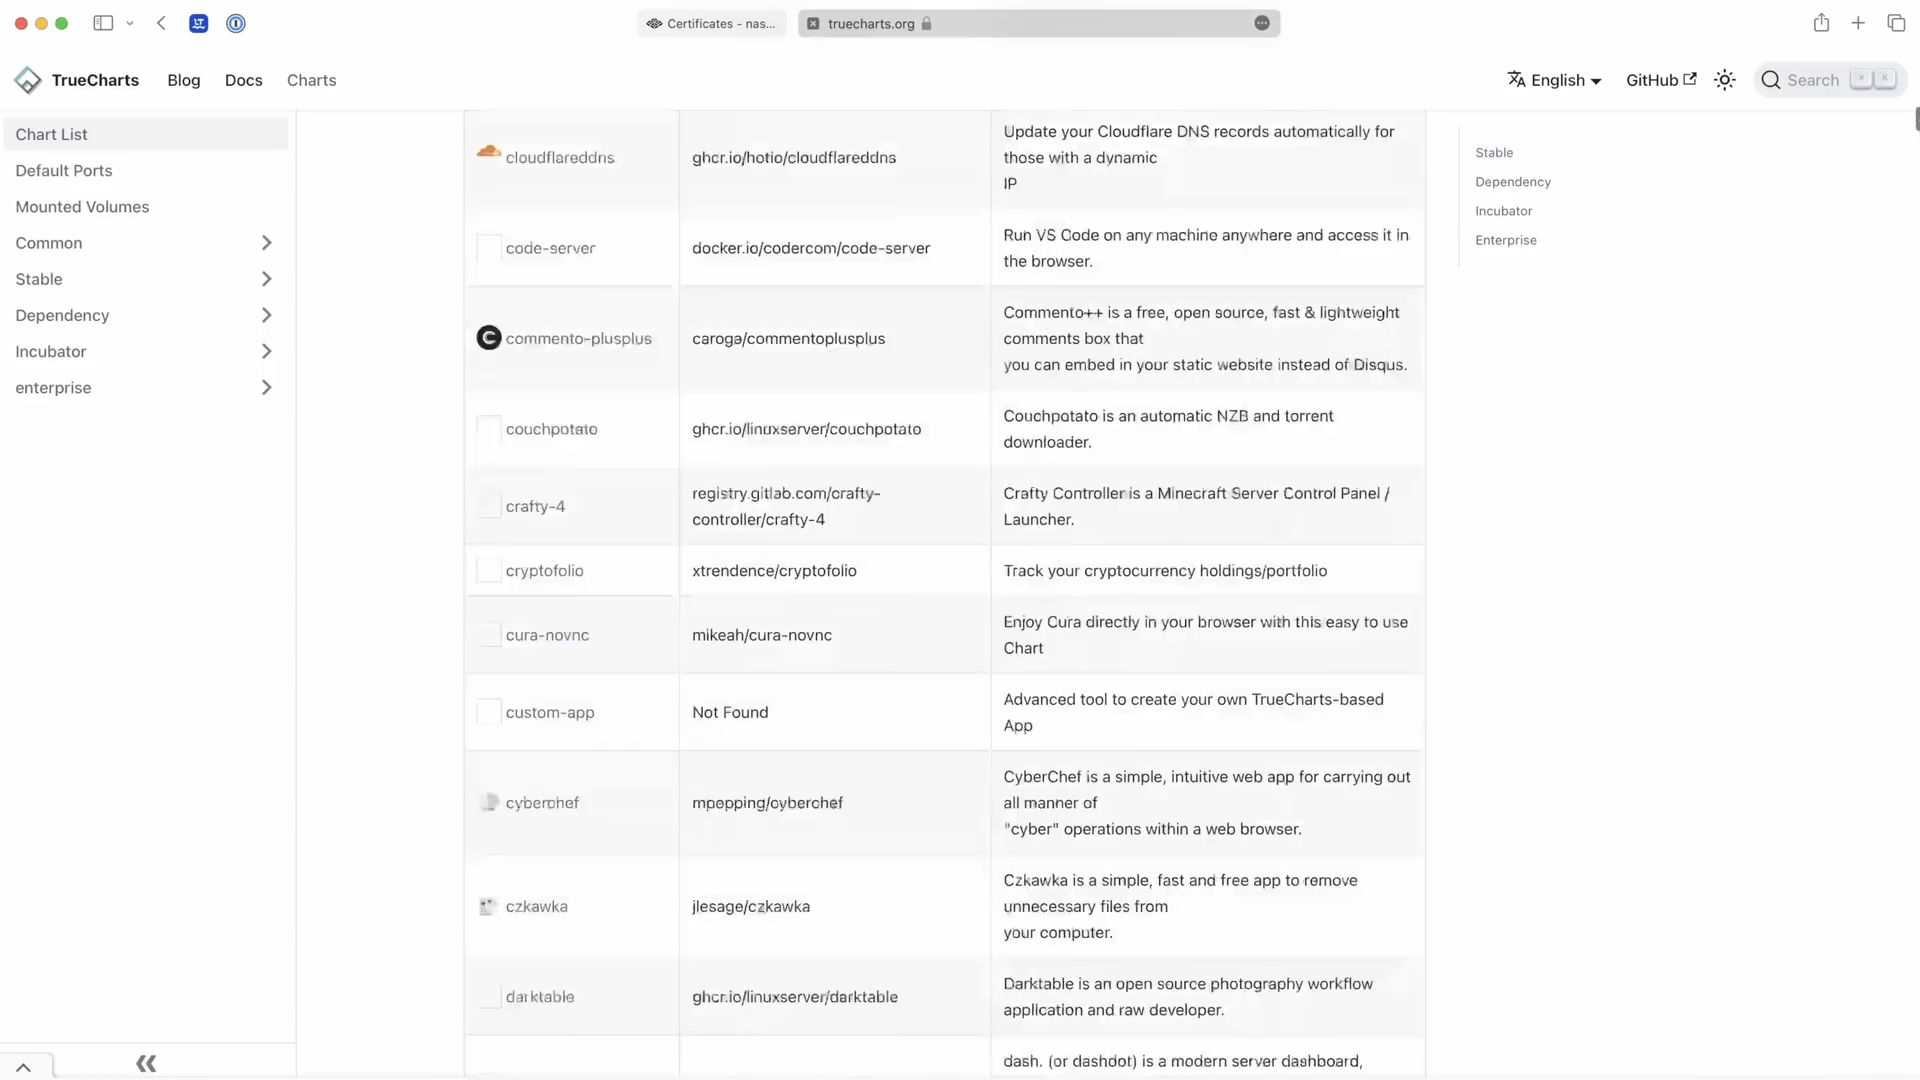 Certificates - nas...
truecharts.org
TrueCharts
Blog
Docs
Charts
English
GitHub
Search
K
Chart List
Default Ports
Mounted Volumes
Common
Stable
Dependency
Incubator
enterprise
cloudflareddns
ghcr.io/hotio/cloudflareddns
Update your Cloudflare DNS records automatically for
those with a dynamic
IP
code-server
docker.io/codercom/code-server
Run VS Code on any machine anywhere and access it in
the browser.
commento-plusplus
caroga/commentoplusplus
Commento++ is a free, open source, fast & lightweight
comments box that
you can embed in your static website instead of Disqus.
couchpotato
ghcr.io/linuxserver/couchpotato
Couchpotato is an automatic NZB and torrent
downloader.
crafty-4
registry.gitlab.com/crafty-
controller/crafty-4
Crafty Controller is a Minecraft Server Control Panel /
Launcher.
cryptofolio
xtrendence/cryptofolio
Track your cryptocurrency holdings/portfolio
cura-novnc
mikeah/cura-novnc
Enjoy Cura directly in your browser with this easy to use
Chart
custom-app
Not Found
Advanced tool to create your own TrueCharts-based
App
cyberchef
mpepping/cyberchef
CyberChef is a simple, intuitive web app for carrying out
all manner of
"cyber" operations within a web browser.
czkawka
jlesage/czkawka
Czkawka is a simple, fast and free app to remove
unnecessary files from
your computer.
darktable
ghcr.io/linuxserver/darktable
Darktable is an open source photography workflow
application and raw developer.
dash. (or dashdot) is a modern server dashboard,
Stable
Dependency
Incubator
Enterprise